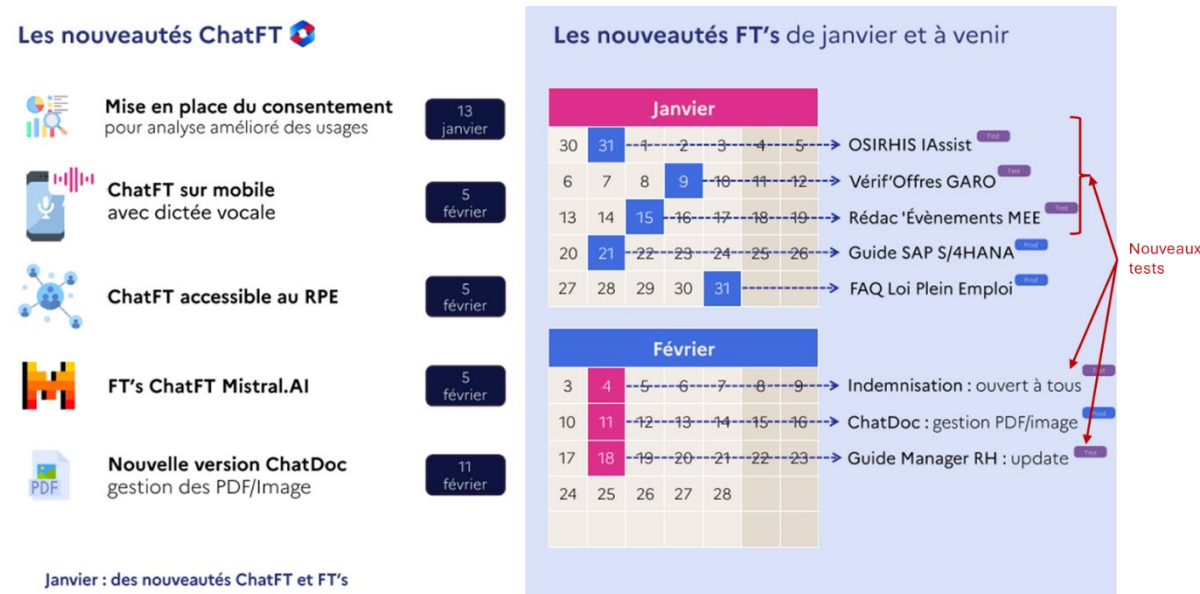 Les nouveautés ChatFT
Mise en place du consentement
pour analyse amélioré des usages
13
janvier
ChatFT sur mobile
avec dictée vocale
5
février
ChatFT accessible au RPE
5
février
FT's ChatFT Mistral.AI
5
février
PDF
Nouvelle version ChatDoc
gestion des PDF/Image
11
février
Janvier : des nouveautés ChatFT et FT's
Les nouveautés FT's de janvier et à venir
Janvier
30 31 1 2 3 4 5 OSIRHIS IAssist Test
6 7 8 9 10 11 12 Vérif'Offres GARO Test
13 14 15 16 17 18 19 Rédac 'Évènements MEE Test
20 21 22 23 24 25 26 Guide SAP S/4HANA Prod
27 28 29 30 31 FAQ Loi Plein Emploi Prod
Février
3 4 5 6 7 8 9 Indemnisation : ouvert à tous Test
10 11 12 13 14 15 16 ChatDoc : gestion PDF/image Prod
17 18 19 20 21 22 23 Guide Manager RH : update Test
24 25 26 27 28
Nouveaux
tests